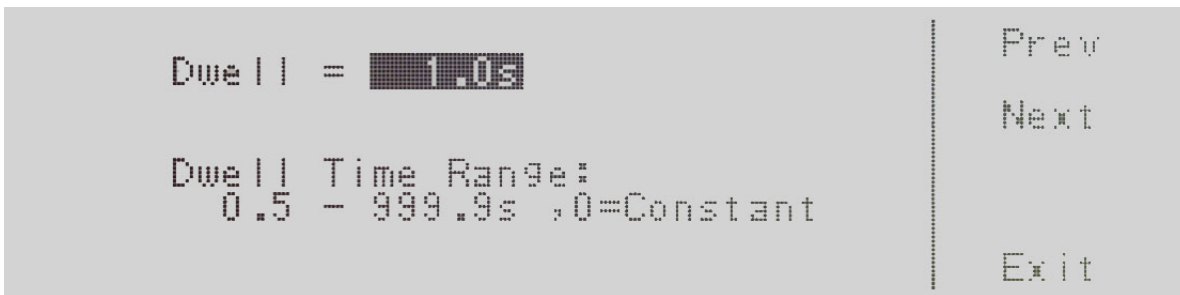 Dwell = 1.0s
Dwell Time Range:
0.5 - 999.9s ,0=Constant
Prev
Next
Exit